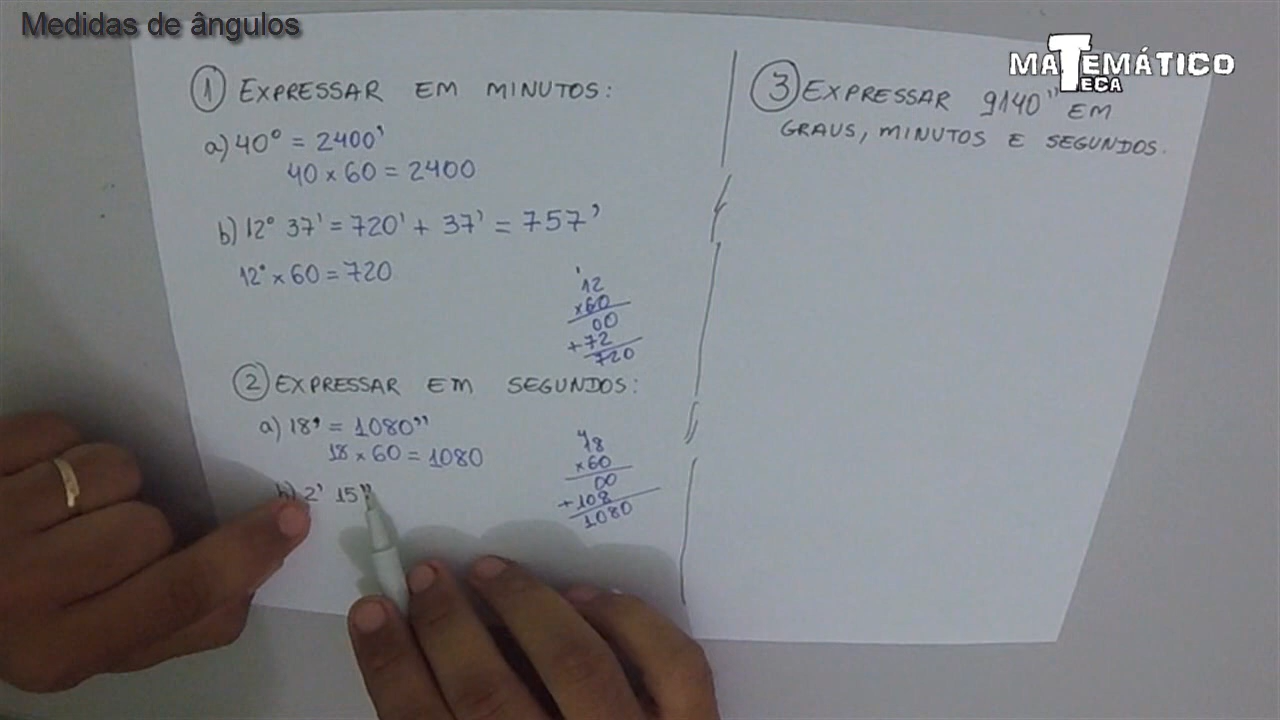 Medidas de ângulos
MATEMÁTICO
TECA
1 EXPRESSAR EM MINUTOS:
a) 40° = 2400'
40 x 60 = 2400
b) 12° 37' = 720' + 37' = 757'
12° x 60 = 720
1
12
x60
00
+72
720
2 EXPRESSAR EM SEGUNDOS:
a) 18' = 1080"
18 x 60 = 1080
4
18
x60
00
+108
1080
b) 2' 15"
3 EXPRESSAR 9140" EM
GRAUS, MINUTOS E SEGUNDOS.